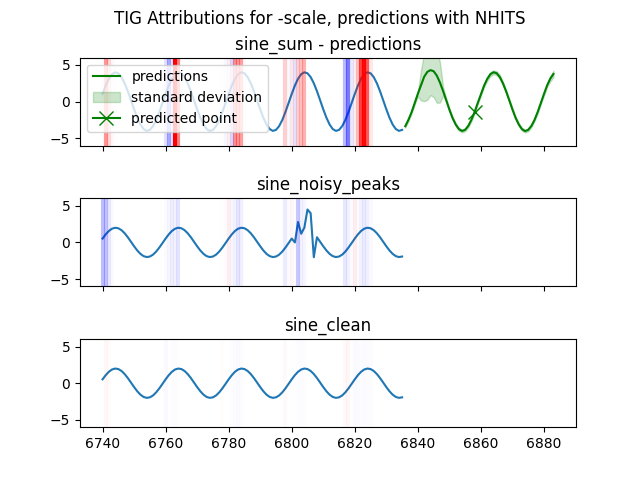 TIG Attributions for -scale, predictions with NHITS
sine_sum - predictions
5
0
−5
predictions
standard deviation
predicted point
sine_noisy_peaks
5
0
−5
sine_clean
5
0
−5
6740 6760 6780 6800 6820 6840 6860 6880